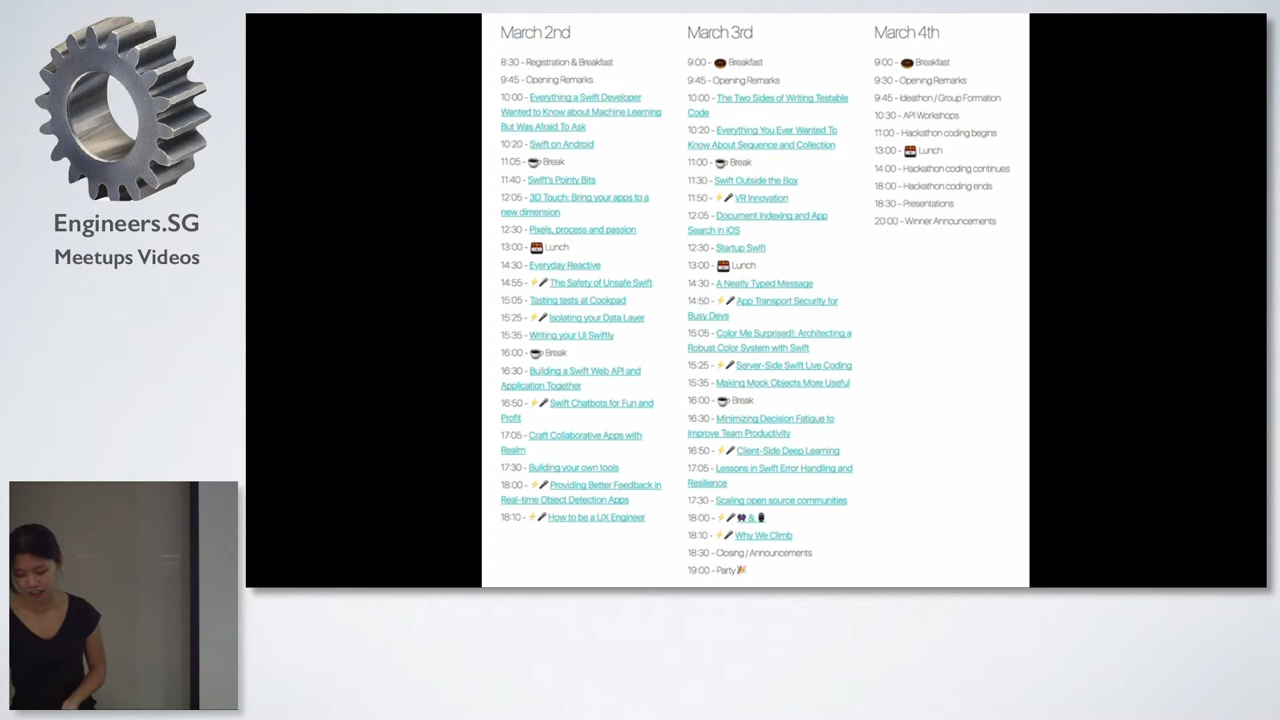 Engineers.SG
Meetups Videos
March 2nd
8:30 - Registration & Breakfast
9:45 - Opening Remarks
10:00 - Everything a Swift Developer
Wanted to Know about Machine Learning
But Was Afraid To Ask
10:20 - Swift on Android
11:05 - ☕ Break
11:40 - Swift's Pointy Bits
12:05 - 3D Touch: Bring your apps to a
new dimension
12:30 - Pixels, process and passion
13:00 - 🍱 Lunch
14:30 - Everyday Reactive
14:55 - ⚡🎤 The Safety of Unsafe Swift
15:05 - Tasting tests at Cookpad
15:25 - ⚡🎤 Isolating your Data Layer
15:35 - Writing your UI Swiftly
16:00 - ☕ Break
16:30 - Building a Swift Web API and
Application Together
16:50 - ⚡🎤 Swift Chatbots for Fun and
Profit
17:05 - Craft Collaborative Apps with
Realm
17:30 - Building your own tools
18:00 - ⚡🎤 Providing Better Feedback in
Real-time Object Detection Apps
18:10 - ⚡🎤 How to be a UX Engineer
March 3rd
9:00 - 🍩 Breakfast
9:45 - Opening Remarks
10:00 - The Two Sides of Writing Testable
Code
10:20 - Everything You Ever Wanted To
Know About Sequence and Collection
11:00 - ☕ Break
11:30 - Swift Outside the Box
11:50 - ⚡🎤 VR Innovation
12:05 - Document Indexing and App
Search in iOS
12:30 - Startup Swift
13:00 - 🍱 Lunch
14:30 - A Neatly Typed Message
14:50 - ⚡🎤 App Transport Security for
Busy Devs
15:05 - Color Me Surprised!: Architecting a
Robust Color System with Swift
15:25 - ⚡🎤 Server-Side Swift Live Coding
15:35 - Making Mock Objects More Useful
16:00 - ☕ Break
16:30 - Minimizing Decision Fatigue to
Improve Team Productivity
16:50 - ⚡🎤 Client-Side Deep Learning
17:05 - Lessons in Swift Error Handling and
Resilience
17:30 - Scaling open source communities
18:00 - ⚡🎤 &
18:10 - ⚡🎤 Why We Climb
18:30 - Closing / Announcements
19:00 - Party🎉
March 4th
9:00 - 🍩 Breakfast
9:30 - Opening Remarks
9:45 - Ideathon / Group Formation
10:30 - API Workshops
11:00 - Hackathon coding begins
13:00 - 🍱 Lunch
14:00 - Hackathon coding continues
18:00 - Hackathon coding ends
18:30 - Presentations
20:00 - Winner Announcements